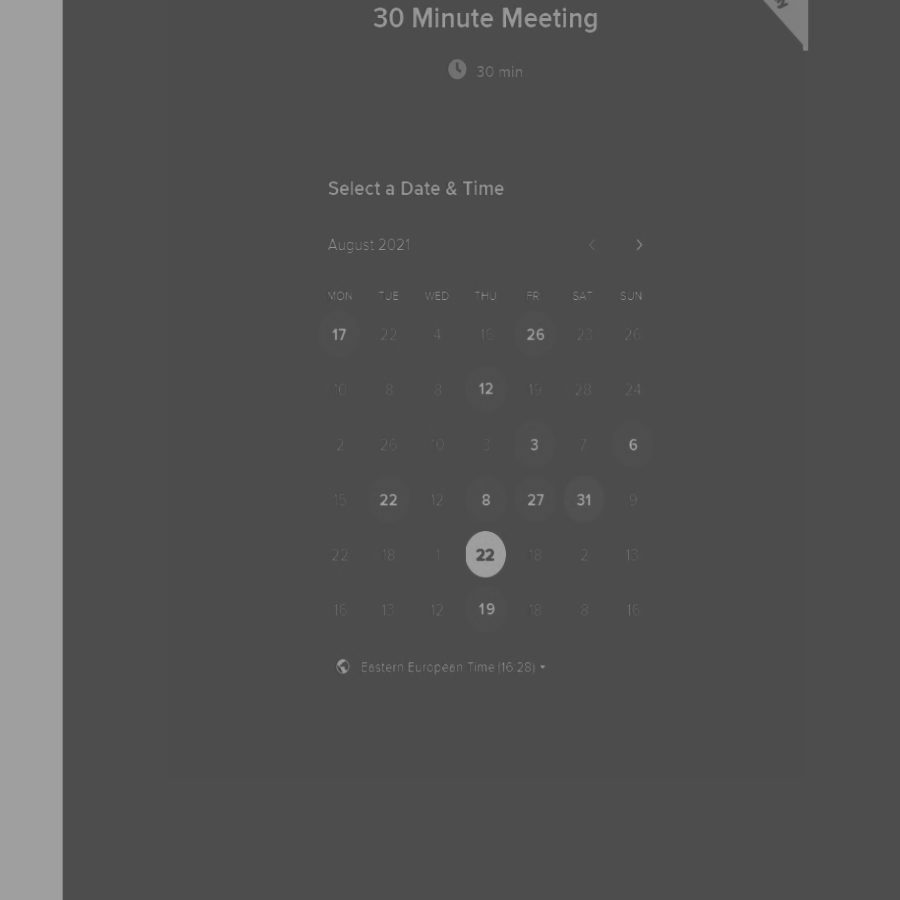 30 Minute Meeting
30 min
Select a Date & Time
August 2021
MON TUE WED THU FRI SAT SUN
17 22 4 15 26 23 26
10 8 8 12 19 28 24
2 26 10 3 3 7 6
15 22 12 8 27 31 9
22 18 1 22 18 2 13
16 13 12 19 18 8 16
Eastern European Time (16:28)